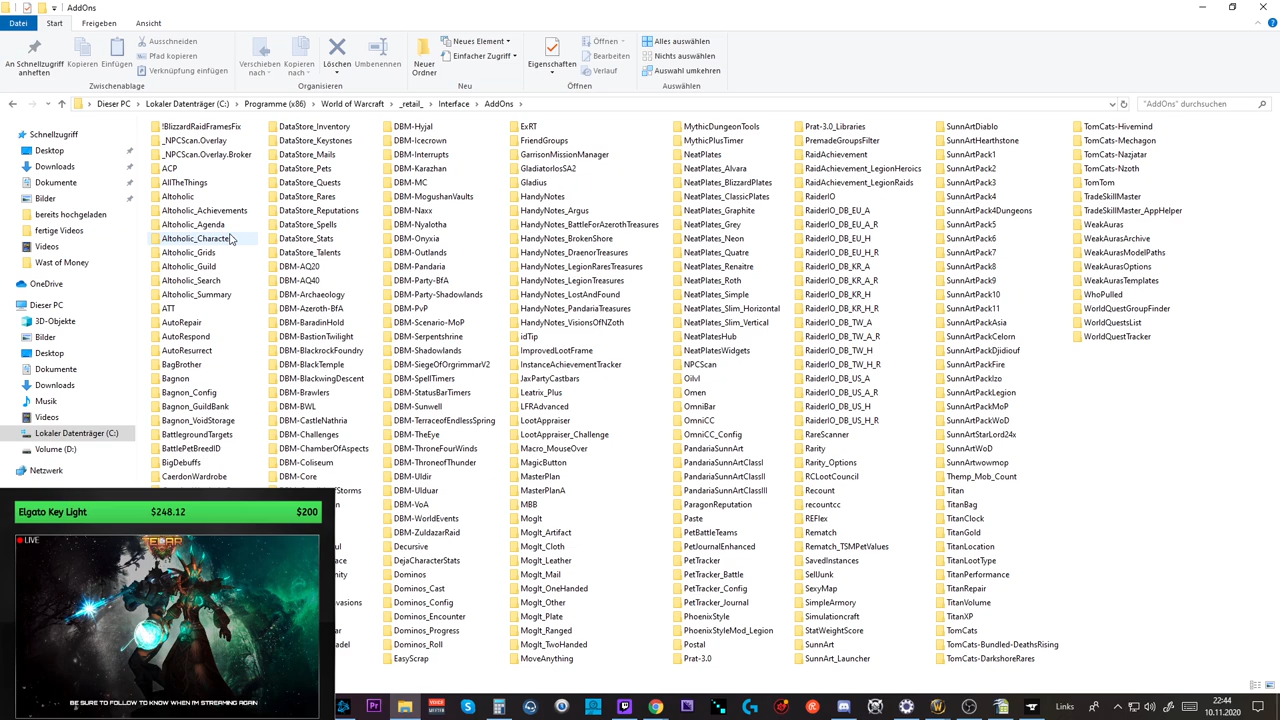 AddOns
Datei Start Freigeben Ansicht
An Schnellzugriff anheften
Kopieren
Einfügen
Ausschneiden
Pfad kopieren
Verknüpfung einfügen
Zwischenablage
Verschieben nach
Kopieren nach
Löschen
Umbenennen
Organisieren
Neuer Ordner
Neues Element
Einfacher Zugriff
Neu
Eigenschaften
Öffnen
Bearbeiten
Verlauf
Öffnen
Alles auswählen
Nichts auswählen
Auswahl umkehren
Auswählen
Dieser PC > Lokaler Datenträger (C:) > Programme (x86) > World of Warcraft > _retail_ > Interface > AddOns >
"AddOns" durchsuchen
Schnellzugriff
Desktop
Downloads
Dokumente
Bilder
bereits hochgeladen
fertige Videos
Videos
Wast of Money
OneDrive
Dieser PC
3D-Objekte
Bilder
Desktop
Dokumente
Downloads
Musik
Videos
Lokaler Datenträger (C:)
Volume (D:)
Netzwerk
!BlizzardRaidFramesFix
_NPCScan.Overlay
_NPCScan.Overlay.Broker
ACP
AllTheThings
Altoholic
Altoholic_Achievements
Altoholic_Agenda
Altoholic_Characte
Altoholic_Grids
Altoholic_Guild
Altoholic_Search
Altoholic_Summary
ATT
AutoRepair
AutoRespond
AutoResurrect
BagBrother
Bagnon
Bagnon_Config
Bagnon_GuildBank
Bagnon_VoidStorage
BattlegroundTargets
BattlePetBreedID
BigDebuffs
CaerdonWardrobe
DataStore_Inventory
DataStore_Keystones
DataStore_Mails
DataStore_Pets
DataStore_Quests
DataStore_Rares
DataStore_Reputations
DataStore_Spells
DataStore_Stats
DataStore_Talents
DBM-AQ20
DBM-AQ40
DBM-Archaeology
DBM-Azeroth-BfA
DBM-BaradinHold
DBM-BastionTwilight
DBM-BlackrockFoundry
DBM-BlackTemple
DBM-BlackwingDescent
DBM-Brawlers
DBM-BWL
DBM-CastleNathria
DBM-Challenges
DBM-ChamberOfAspects
DBM-Coliseum
DBM-Core
ofStorms
ul
ace
nity
vasions
ar
adel
DBM-Hyjal
DBM-Icecrown
DBM-Interrupts
DBM-Karazhan
DBM-MC
DBM-MogushanVaults
DBM-Naxx
DBM-Nyalotha
DBM-Onyxia
DBM-Outlands
DBM-Pandaria
DBM-Party-BfA
DBM-Party-Shadowlands
DBM-PvP
DBM-Scenario-MoP
DBM-Serpentshrine
DBM-Shadowlands
DBM-SiegeOfOrgrimmarV2
DBM-SpellTimers
DBM-StatusBarTimers
DBM-Sunwell
DBM-TerraceofEndlessSpring
DBM-TheEye
DBM-ThroneFourWinds
DBM-ThroneofThunder
DBM-Uldir
DBM-Ulduar
DBM-VoA
DBM-WorldEvents
DBM-ZuldazarRaid
Decursive
DejaCharacterStats
Dominos
Dominos_Cast
Dominos_Config
Dominos_Encounter
Dominos_Progress
Dominos_Roll
EasyScrap
ExRT
FriendGroups
GarrisonMissionManager
GladiatorlosSA2
Gladius
HandyNotes
HandyNotes_Argus
HandyNotes_BattleForAzerothTreasures
HandyNotes_BrokenShore
HandyNotes_DraenorTreasures
HandyNotes_LegionRaresTreasures
HandyNotes_LegionTreasures
HandyNotes_LostAndFound
HandyNotes_PandariaTreasures
HandyNotes_VisionsOfNZoth
idTip
ImprovedLootFrame
InstanceAchievementTracker
JaxPartyCastbars
Leatrix_Plus
LFRAdvanced
LootAppraiser
LootAppraiser_Challenge
Macro_MouseOver
MagicButton
MasterPlan
MasterPlanA
MBB
MogIt
MogIt_Artifact
MogIt_Cloth
MogIt_Leather
MogIt_Mail
MogIt_OneHanded
MogIt_Other
MogIt_Plate
MogIt_Ranged
MogIt_TwoHanded
MoveAnything
MythicDungeonTools
MythicPlusTimer
NeatPlates
NeatPlates_Alvara
NeatPlates_BlizzardPlates
NeatPlates_ClassicPlates
NeatPlates_Graphite
NeatPlates_Grey
NeatPlates_Neon
NeatPlates_Quatre
NeatPlates_Renaitre
NeatPlates_Roth
NeatPlates_Simple
NeatPlates_Slim_Horizontal
NeatPlates_Slim_Vertical
NeatPlatesHub
NeatPlatesWidgets
NPCScan
Oilvl
Omen
OmniBar
OmniCC
OmniCC_Config
PandariaSunnArt
PandariaSunnArtClassI
PandariaSunnArtClassII
PandariaSunnArtClassIII
ParagonReputation
Paste
PetBattleTeams
PetJournalEnhanced
PetTracker
PetTracker_Battle
PetTracker_Config
PetTracker_Journal
PhoenixStyle
PhoenixStyleMod_Legion
Postal
Prat-3.0
Prat-3.0_Libraries
PremadeGroupsFilter
RaidAchievement
RaidAchievement_LegionHeroics
RaidAchievement_LegionRaids
RaiderIO
RaiderIO_DB_EU_A
RaiderIO_DB_EU_A_R
RaiderIO_DB_EU_H
RaiderIO_DB_EU_H_R
RaiderIO_DB_KR_A
RaiderIO_DB_KR_A_R
RaiderIO_DB_KR_H
RaiderIO_DB_KR_H_R
RaiderIO_DB_TW_A
RaiderIO_DB_TW_A_R
RaiderIO_DB_TW_H
RaiderIO_DB_TW_H_R
RaiderIO_DB_US_A
RaiderIO_DB_US_A_R
RaiderIO_DB_US_H
RaiderIO_DB_US_H_R
RareScanner
Rarity
Rarity_Options
RCLootCouncil
Recount
recountcc
REFlex
Rematch
Rematch_TSMPetValues
SavedInstances
SellJunk
SexyMap
SimpleArmory
Simulationcraft
StatWeightScore
SunnArt
SunnArt_Launcher
SunnArtDiablo
SunnArtHearthstone
SunnArtPack1
SunnArtPack2
SunnArtPack3
SunnArtPack4
SunnArtPack4Dungeons
SunnArtPack5
SunnArtPack6
SunnArtPack7
SunnArtPack8
SunnArtPack9
SunnArtPack10
SunnArtPack11
SunnArtPackAsia
SunnArtPackCelorn
SunnArtPackDjidiouf
SunnArtPackFire
SunnArtPackIzo
SunnArtPackLegion
SunnArtPackMoP
SunnArtPackWoD
SunnArtStarLord24x
SunnArtWoD
SunnArtwowmop
Themp_Mob_Count
Titan
TitanBag
TitanClock
TitanGold
TitanLocation
TitanLootType
TitanPerformance
TitanRepair
TitanVolume
TitanXP
TomCats
TomCats-Bundled-DeathsRising
TomCats-DarkshoreRares
TomCats-Hivemind
TomCats-Mechagon
TomCats-Nazjatar
TomCats-Nzoth
TomTom
TradeSkillMaster
TradeSkillMaster_AppHelper
WeakAuras
WeakAurasArchive
WeakAurasModelPaths
WeakAurasOptions
WeakAurasTemplates
WhoPulled
WorldQuestGroupFinder
WorldQuestsList
WorldQuestTracker
Elgato Key Light $248.12 $200
LIVE
BE SURE TO FOLLOW TO KNOW WHEN I'M STREAMING AGAIN
22:44
10.11.2020